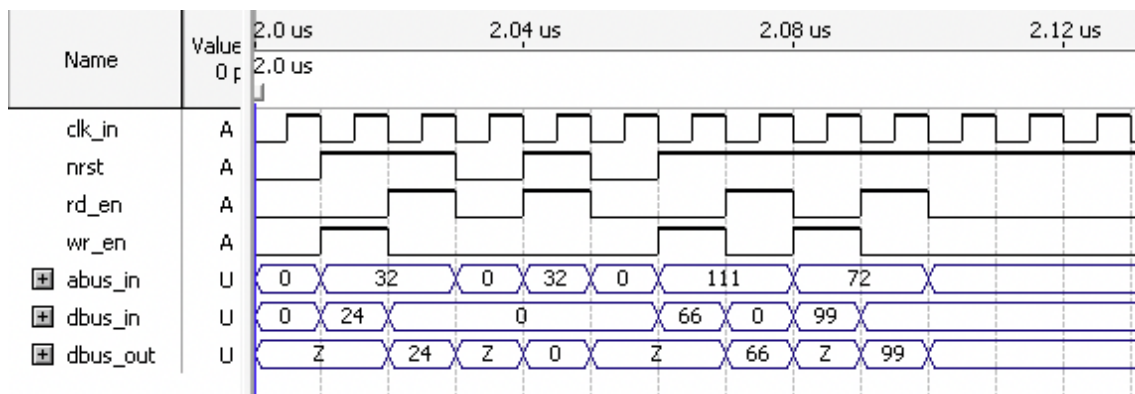 2.0 us 2.04 us 2.08 us 2.12 us
Name Value
0 p 2.0 us
clk_in A
nrst A
rd_en A
wr_en A
abus_in U 0 32 0 32 0 111 72
dbus_in U 0 24 0 66 0 99
dbus_out U Z 24 Z 0 Z 66 Z 99